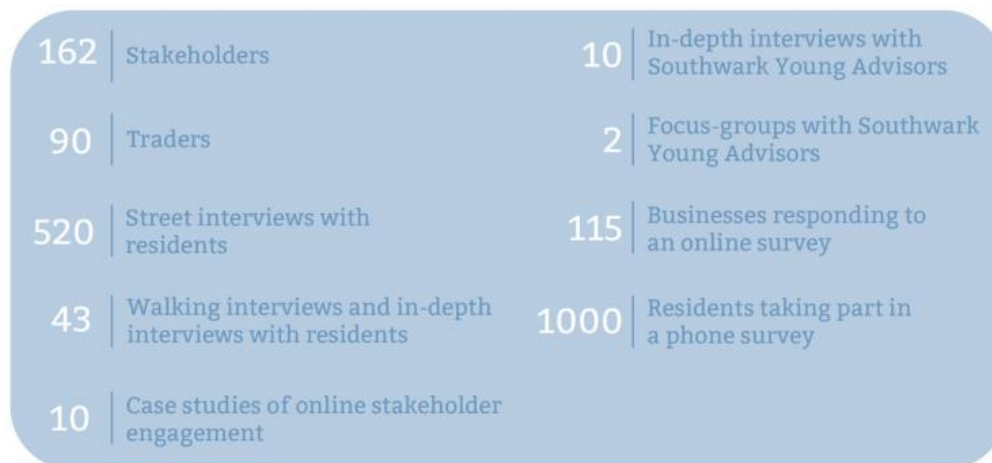 162
Stakeholders
90
Traders
520
Street interviews with
residents
43
Walking interviews and in-depth
interviews with residents
10
Case studies of online stakeholder
engagement
10
In-depth interviews with
Southwark Young Advisors
2
Focus-groups with Southwark
Young Advisors
115
Businesses responding to
an online survey
1000
Residents taking part in
a phone survey